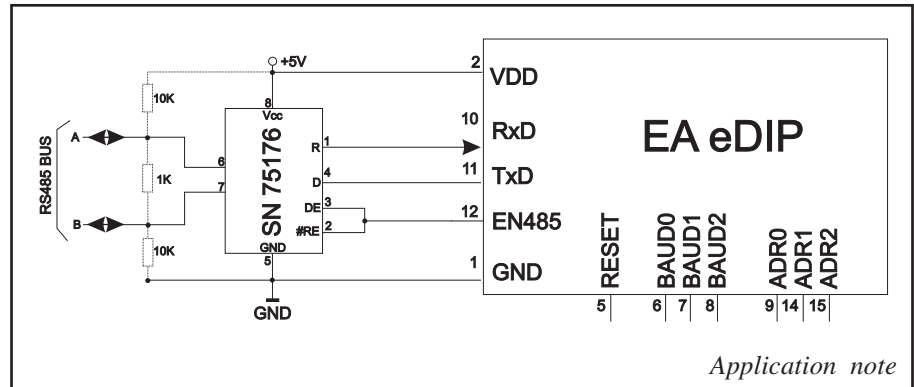 +5V
2
VDD
10K
8
Vcc
10
RxD
EA eDIP
RS485 BUS
A
6
SN 75176
R
1
11
TxD
1K
7
D
4
DE
3
12
EN485
B
#RE
2
10K
GND
5
1
GND
RESET
BAUD0
BAUD1
BAUD2
ADR0
ADR1
ADR2
5
6
7
8
9
14
15
GND
Application note